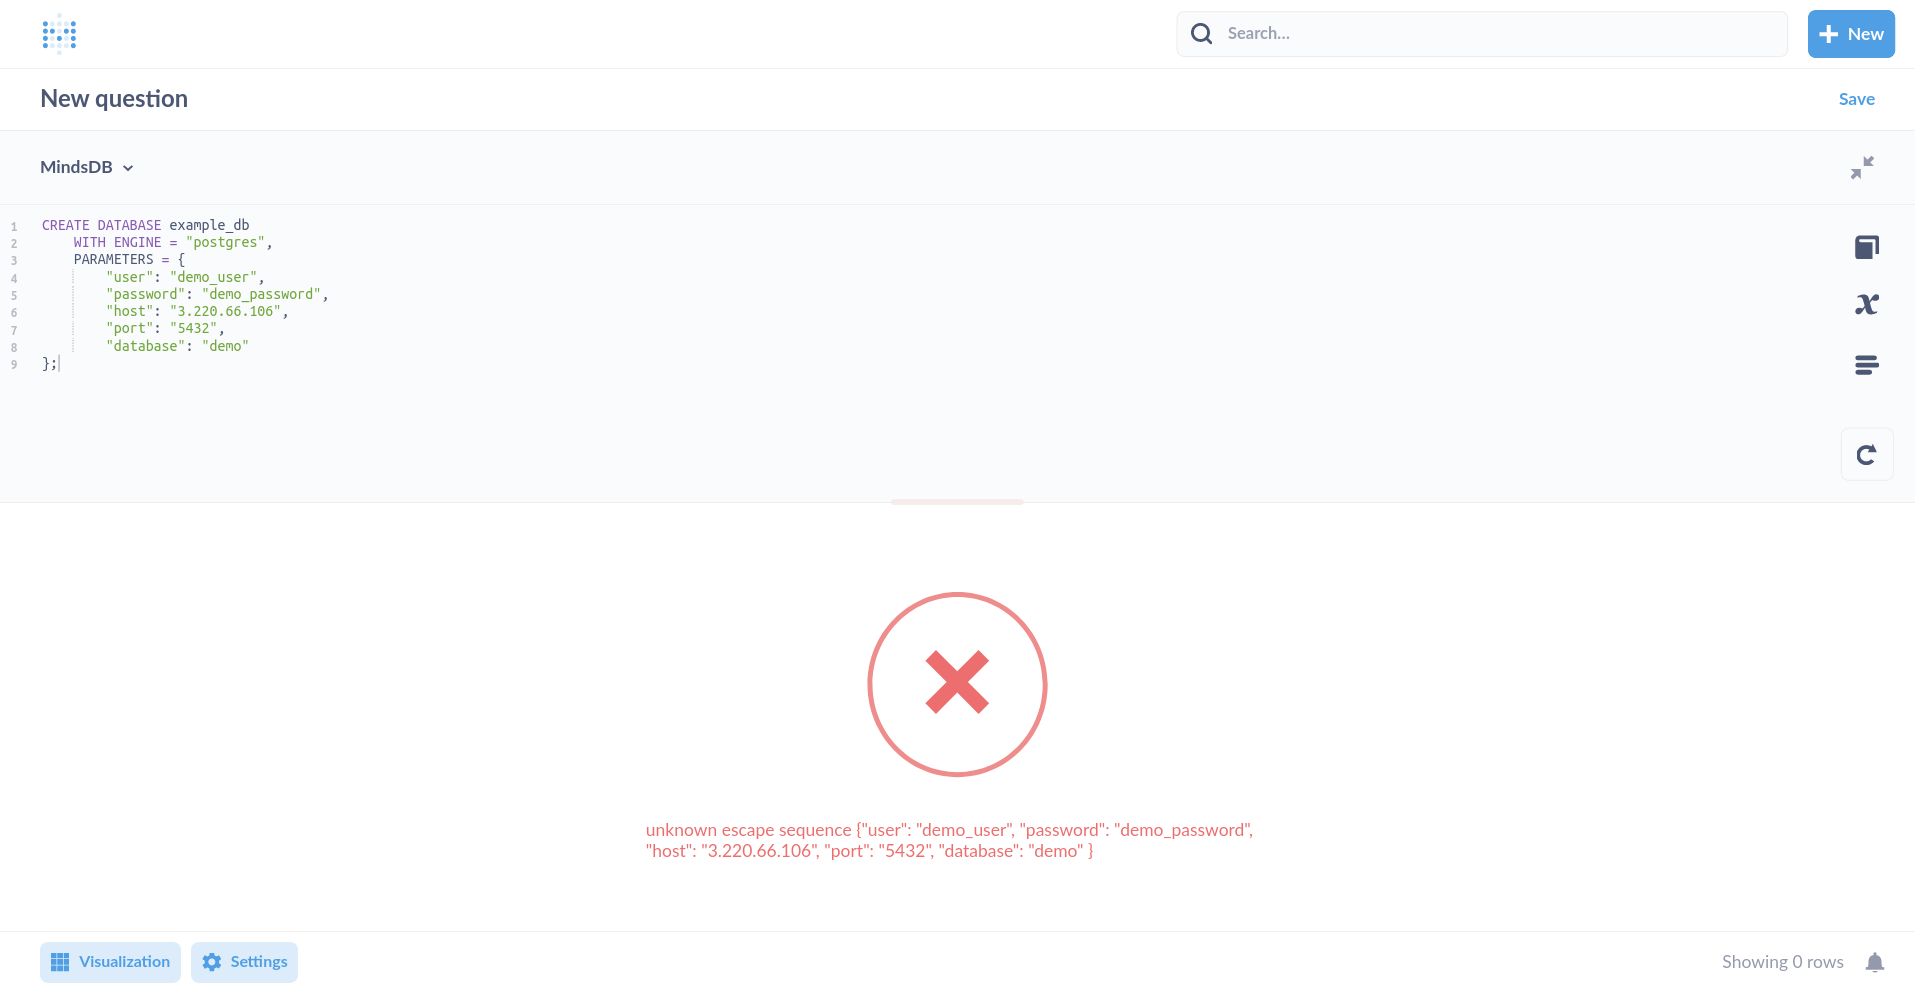 Search...
New
New question
Save
MindsDB
1 CREATE DATABASE example_db
2     WITH ENGINE = "postgres",
3     PARAMETERS = {
4         "user": "demo_user",
5         "password": "demo_password",
6         "host": "3.220.66.106",
7         "port": "5432",
8         "database": "demo"
9 };
x
unknown escape sequence {"user": "demo_user", "password": "demo_password",
"host": "3.220.66.106", "port": "5432", "database": "demo" }
Visualization
Settings
Showing 0 rows